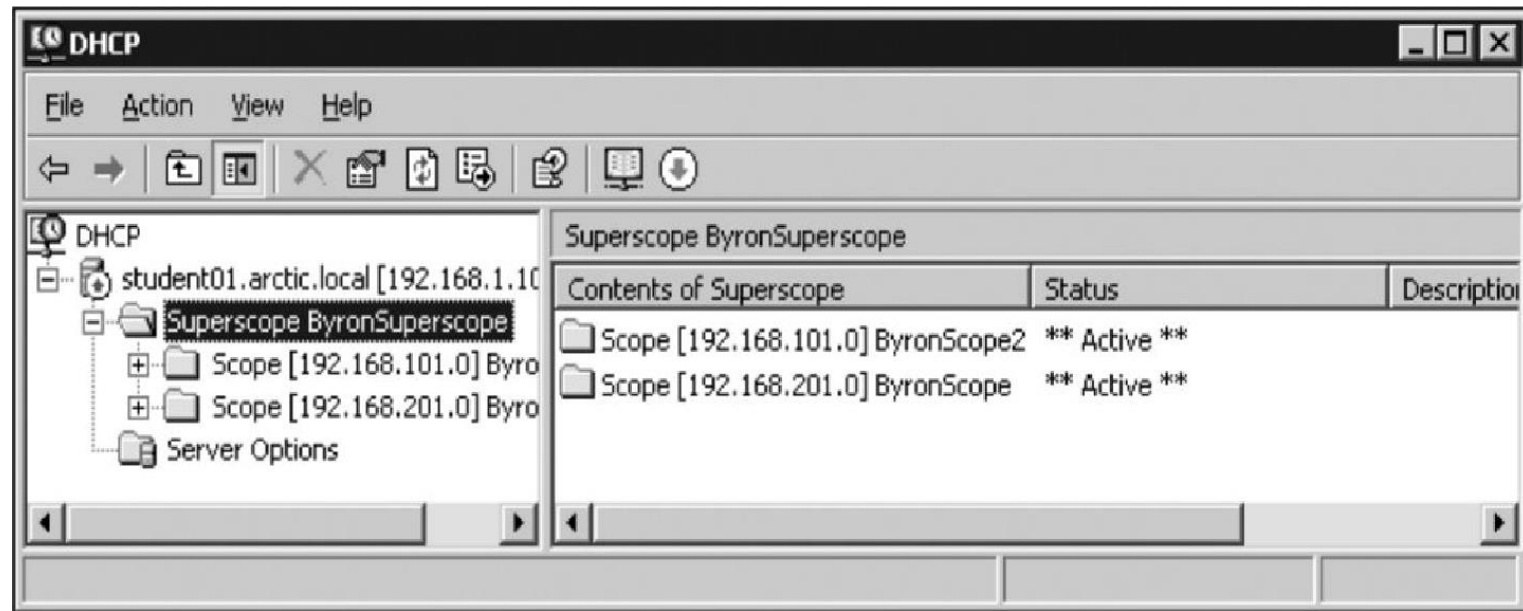 DHCP
File Action View Help
DHCP
student01.arctic.local [192.168.1.10
Superscope ByronSuperscope
Scope [192.168.101.0] Byro
Scope [192.168.201.0] Byro
Server Options
Superscope ByronSuperscope
Contents of Superscope Status Description
Scope [192.168.101.0] ByronScope2 ** Active **
Scope [192.168.201.0] ByronScope ** Active **